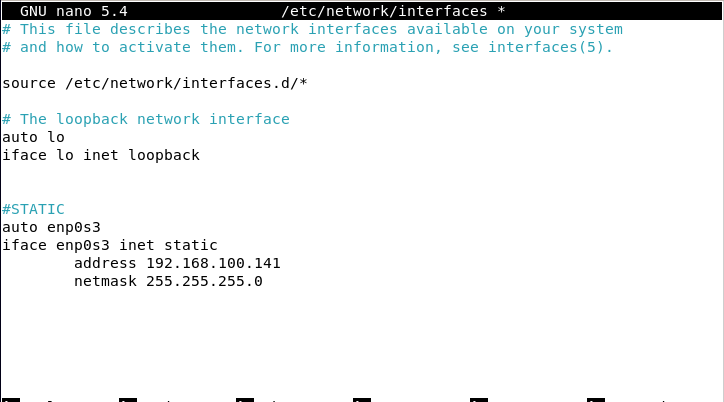 GNU nano 5.4 /etc/network/interfaces *
# This file describes the network interfaces available on your system
# and how to activate them. For more information, see interfaces(5).
source /etc/network/interfaces.d/*
# The loopback network interface
auto lo
iface lo inet loopback
#STATIC
auto enp0s3
iface enp0s3 inet static
address 192.168.100.141
netmask 255.255.255.0